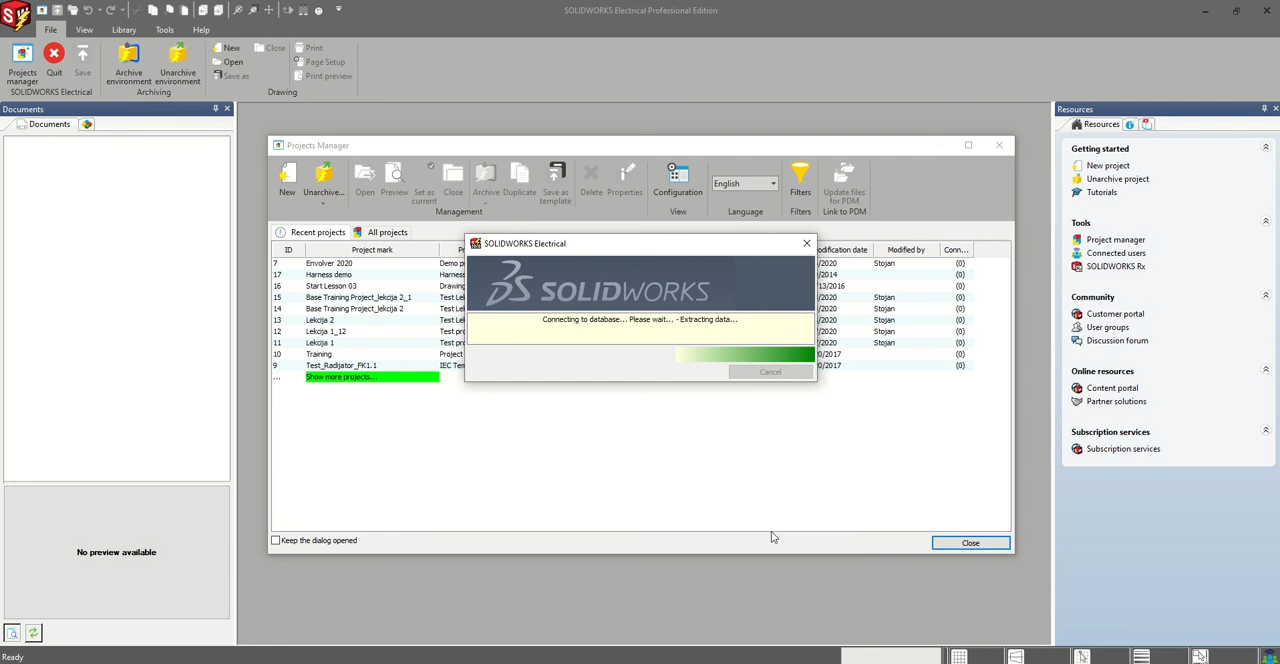 SOLIDWORKS Electrical Professional Edition
File View Library Tools Help
Projects manager
Quit
Save
Archive environment
Unarchive environment
New
Open
Save as
Close
Print
Page Setup
Print preview
SOLIDWORKS Electrical
Archiving
Drawing
Documents
Documents
No preview available
Projects Manager
New
Unarchive...
Open
Preview
Set as current
Close
Archive
Duplicate
Save as template
Delete
Properties
Configuration
English
Filters
Update files for PDM
Management
View
Language
Filters
Link to PDM
Recent projects All projects
ID Project mark odification date Modified by Conn...
7 Envolver 2020 Demo p /2020 Stojan (0)
17 Harness demo Harness /2014 (0)
16 Start Lesson 03 Drawing /13/2016 (0)
15 Base Training Project_lekcija 2_1 Test Lel /2020 Stojan (0)
14 Base Training Project_lekcija 2 Test Lel /2020 Stojan (0)
13 Lekcija 2 Test Lel /2020 Stojan (0)
12 Lekcija 1_12 Test pro /2020 Stojan (0)
11 Lekcija 1 Test pro /2020 Stojan (0)
10 Training Project 0/2017 (0)
9 Test_Radijator_FK1.1 IEC Tem 0/2017 (0)
... Show more projects...
SOLIDWORKS Electrical
SOLIDWORKS
Connecting to database... Please wait... - Extracting data...
Cancel
Keep the dialog opened
Close
Resources
Resources
Getting started
New project
Unarchive project
Tutorials
Tools
Project manager
Connected users
SOLIDWORKS Rx
Community
Customer portal
User groups
Discussion forum
Online resources
Content portal
Partner solutions
Subscription services
Subscription services
Ready